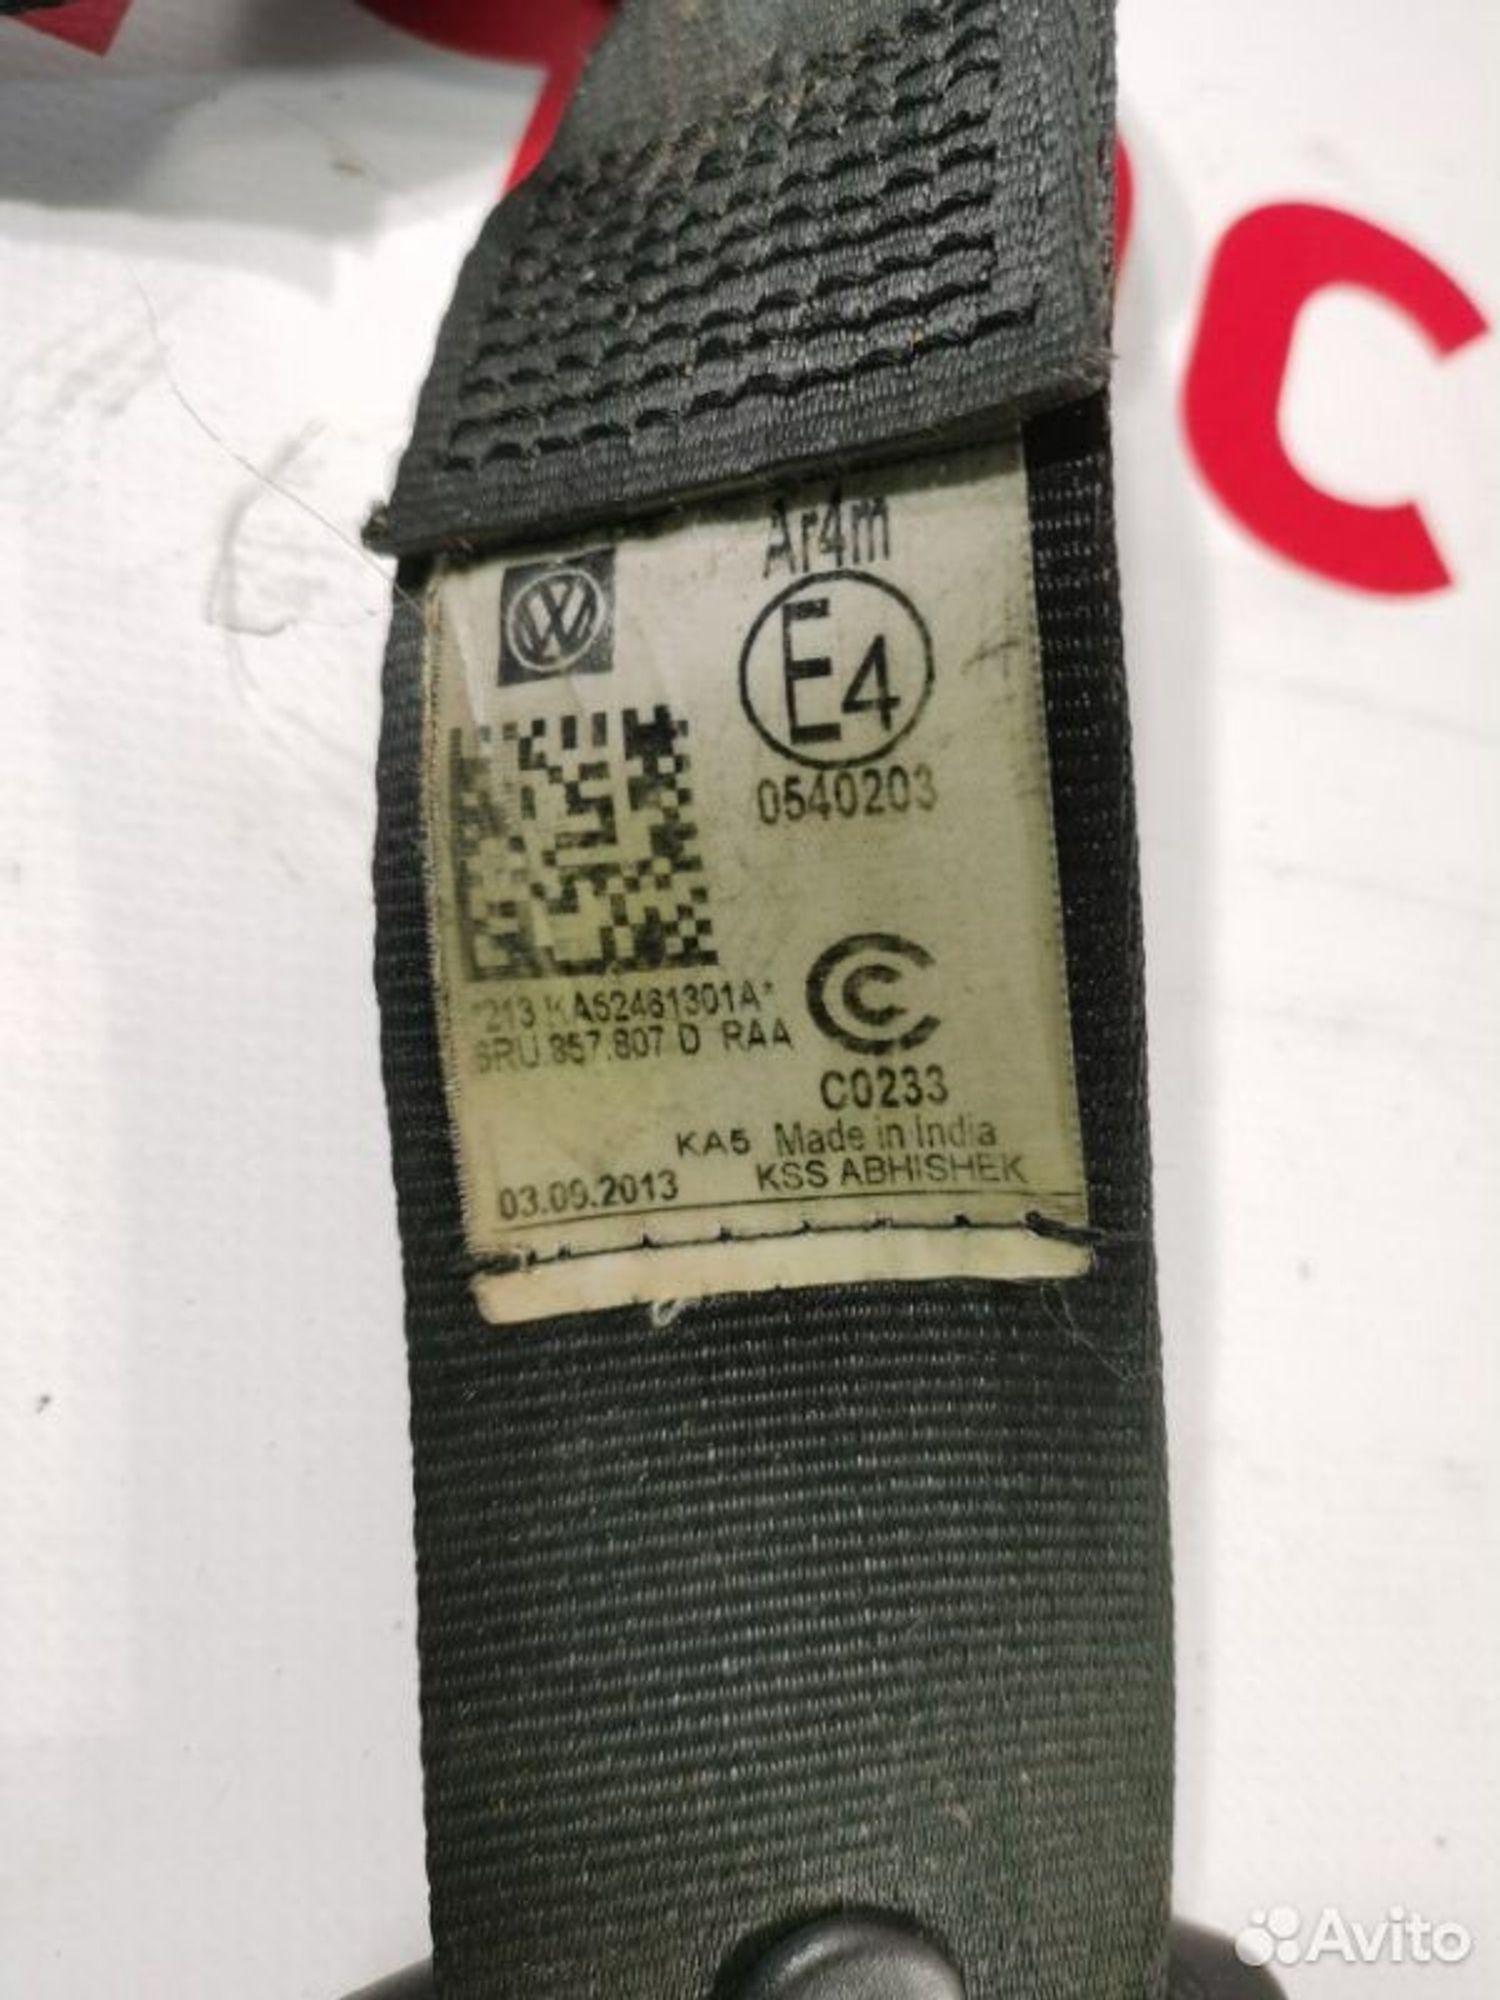 Ar4m
E4
0540203
*213 KA52461301A*
6RU.857.807 D RAA
C0233
KA5 Made in India
03.09.2013 KSS ABHISHEK
Avito